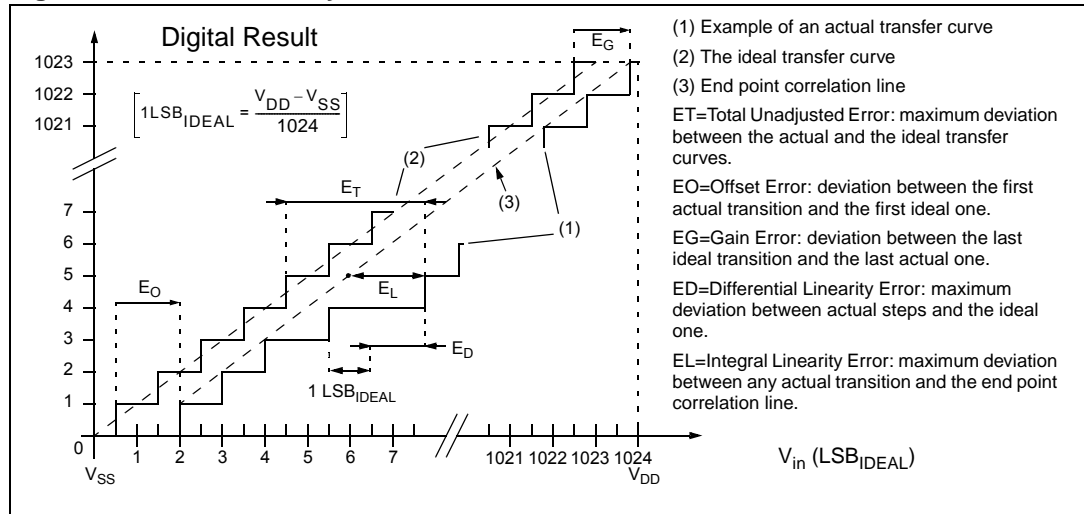 Digital Result
1023
1022
1021
[1LSB_IDEAL = (V_DD – V_SS) / 1024]
E_G
(2)
E_T
(3)
(1)
7
6
5
4
3
2
1
0
E_O
E_L
E_D
1 LSB_IDEAL
1 2 3 4 5 6 7 1021 1022 1023 1024
V_SS
V_DD
V_in (LSB_IDEAL)
(1) Example of an actual transfer curve
(2) The ideal transfer curve
(3) End point correlation line
ET=Total Unadjusted Error: maximum deviation
between the actual and the ideal transfer
curves.
EO=Offset Error: deviation between the first
actual transition and the first ideal one.
EG=Gain Error: deviation between the last
ideal transition and the last actual one.
ED=Differential Linearity Error: maximum
deviation between actual steps and the ideal
one.
EL=Integral Linearity Error: maximum deviation
between any actual transition and the end point
correlation line.